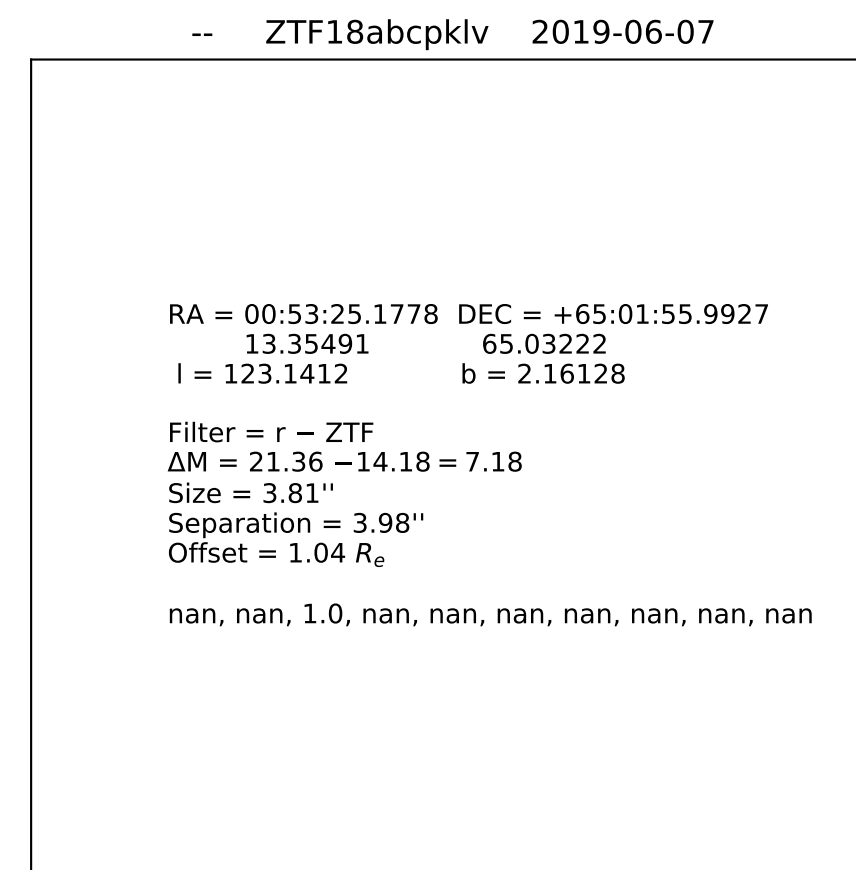 -- ZTF18abcpklv 2019-06-07
RA = 00:53:25.1778 DEC = +65:01:55.9927
13.35491 65.03222
l = 123.1412 b = 2.16128
Filter = r − ZTF
ΔM = 21.36 −14.18 = 7.18
Size = 3.81''
Separation = 3.98''
Offset = 1.04 Rₑ
nan, nan, 1.0, nan, nan, nan, nan, nan, nan, nan